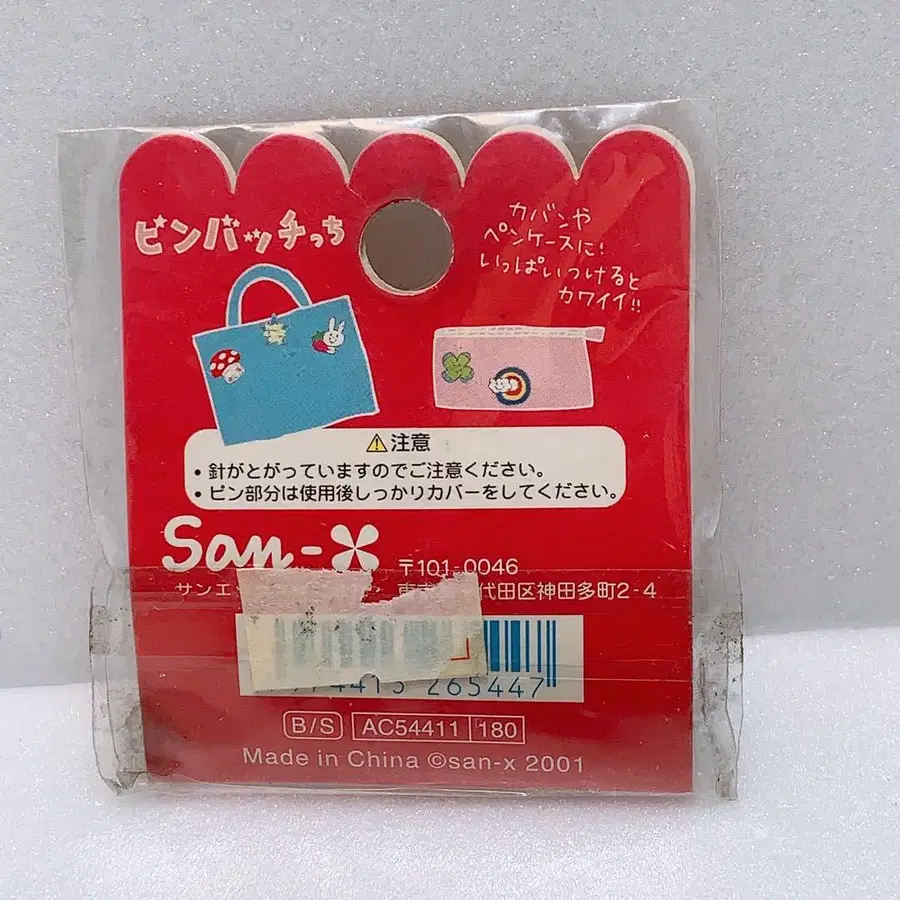 ピンバッチっち
カバンや
ペンケースに!
いっぱいつけると
カワイイ!!
⚠注意
・針がとがっていますのでご注意ください。
・ピン部分は使用後しっかりカバーをしてください。
San-X
〒101-0046
サンエ 代田区神田多町2-4
265447
B/S AC54411 180
Made in China ©san-x 2001